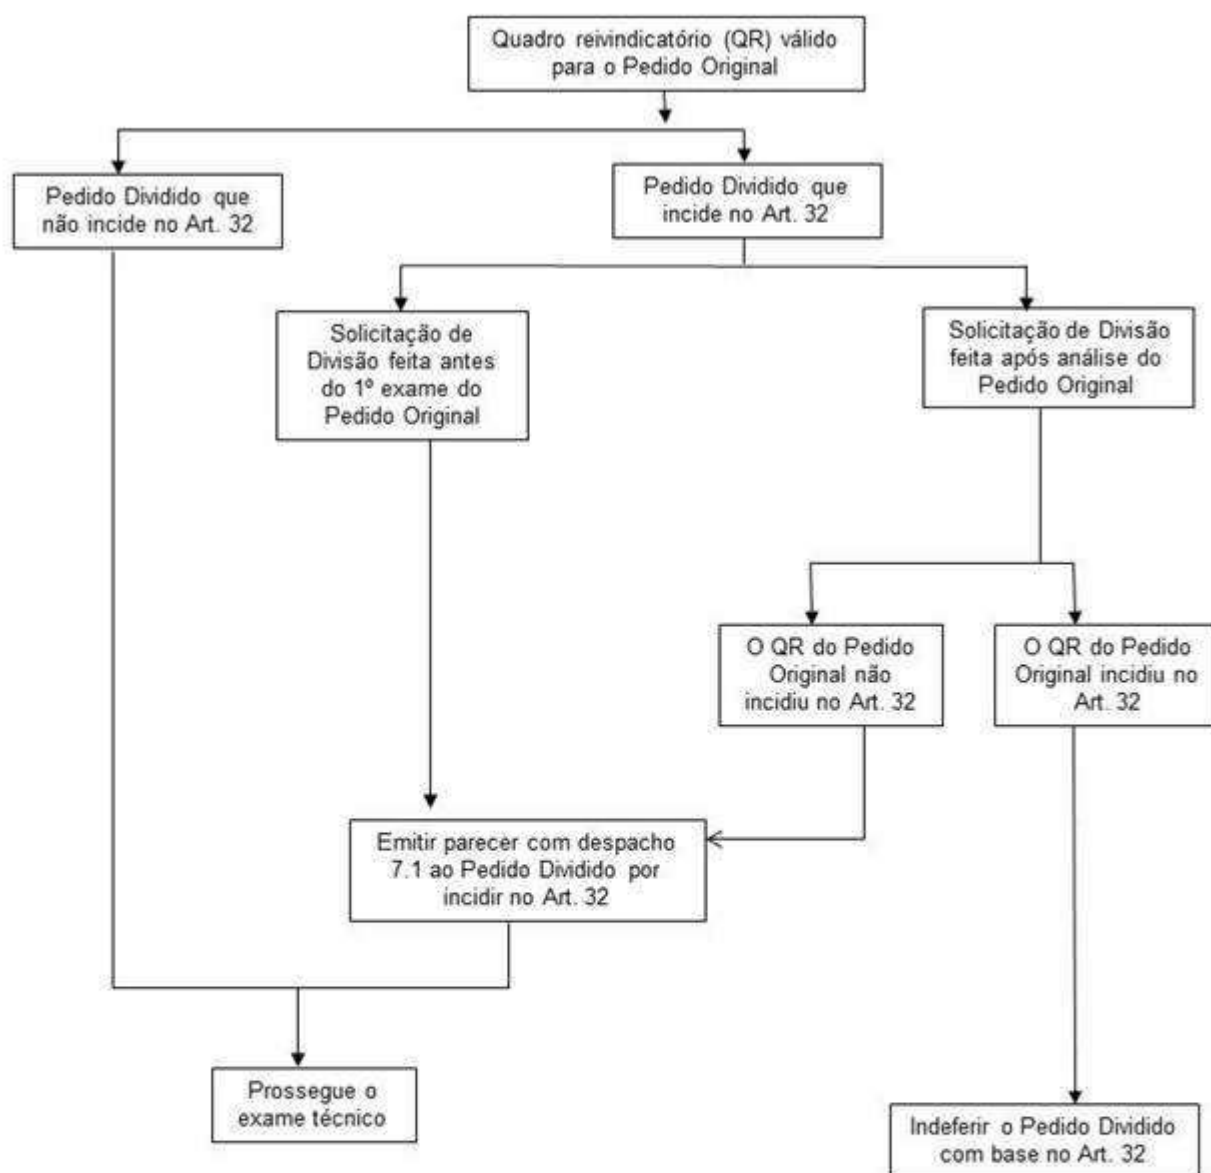 Quadro reivindicatório (QR) válido
para o Pedido Original
Pedido Dividido que
não incide no Art. 32
Pedido Dividido que
incide no Art. 32
Solicitação de
Divisão feita antes
do 1º exame do
Pedido Original
Solicitação de Divisão
feita após análise do
Pedido Original
O QR do Pedido
Original não
incidiu no Art. 32
O QR do Pedido
Original incidiu no
Art. 32
Emitir parecer com despacho
7.1 ao Pedido Dividido por
incidir no Art. 32
Prossegue o
exame técnico
Indeferir o Pedido Dividido
com base no Art. 32